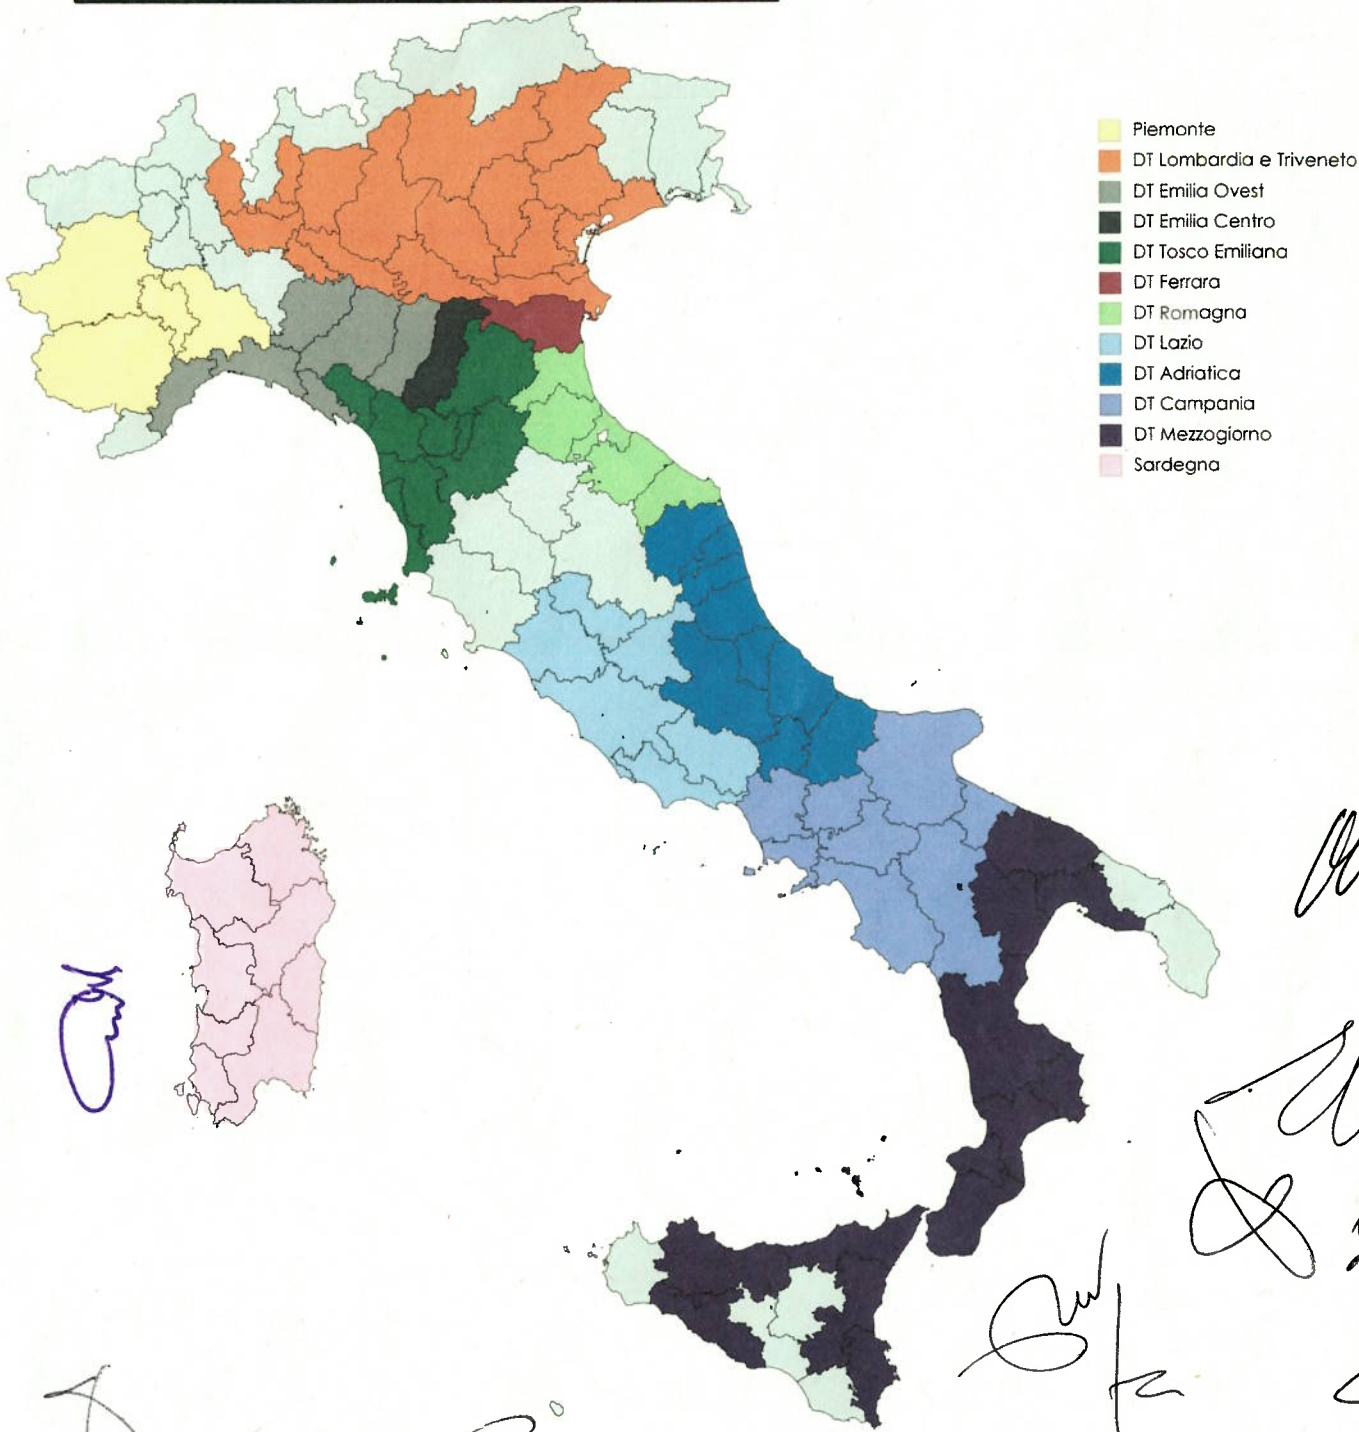 Piemonte
DT Lombardia e Triveneto
DT Emilia Ovest
DT Emilia Centro
DT Tosco Emiliana
DT Ferrara
DT Romagna
DT Lazio
DT Adriatica
DT Campania
DT Mezzogiorno
Sardegna